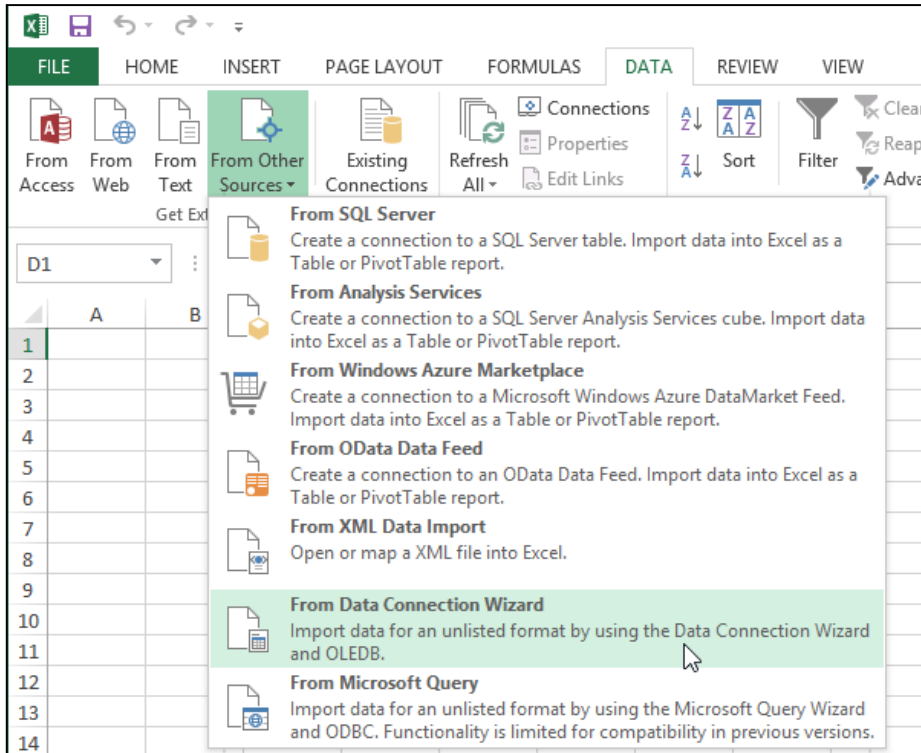 FILE HOME INSERT PAGE LAYOUT FORMULAS DATA REVIEW VIEW
From Access
From Web
From Text
From Other Sources
Existing Connections
Refresh All
Connections
Properties
Edit Links
A Z
Z A
Z A
A Z
Sort
Filter
Clear
Reap
Adva
Get Ext
D1
A B
1
2
3
4
5
6
7
8
9
10
11
12
13
14
From SQL Server
Create a connection to a SQL Server table. Import data into Excel as a
Table or PivotTable report.
From Analysis Services
Create a connection to a SQL Server Analysis Services cube. Import data
into Excel as a Table or PivotTable report.
From Windows Azure Marketplace
Create a connection to a Microsoft Windows Azure DataMarket Feed.
Import data into Excel as a Table or PivotTable report.
From OData Data Feed
Create a connection to an OData Data Feed. Import data into Excel as a
Table or PivotTable report.
From XML Data Import
Open or map a XML file into Excel.
From Data Connection Wizard
Import data for an unlisted format by using the Data Connection Wizard
and OLEDB.
From Microsoft Query
Import data for an unlisted format by using the Microsoft Query Wizard
and ODBC. Functionality is limited for compatibility in previous versions.